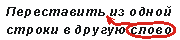 Переставить из одной
строки в другую слово